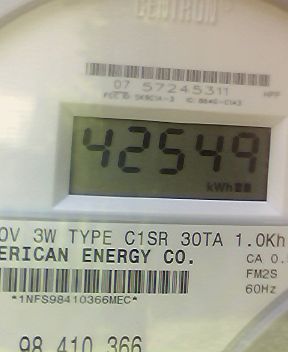 CENTRON
07 57245311
42549
kWh
0V 3W TYPE C1SR 30TA 1.0Kh
ERICAN ENERGY CO.
CA 0.
FM2S
*1NFS98410366MEC*
60Hz
98 410 366